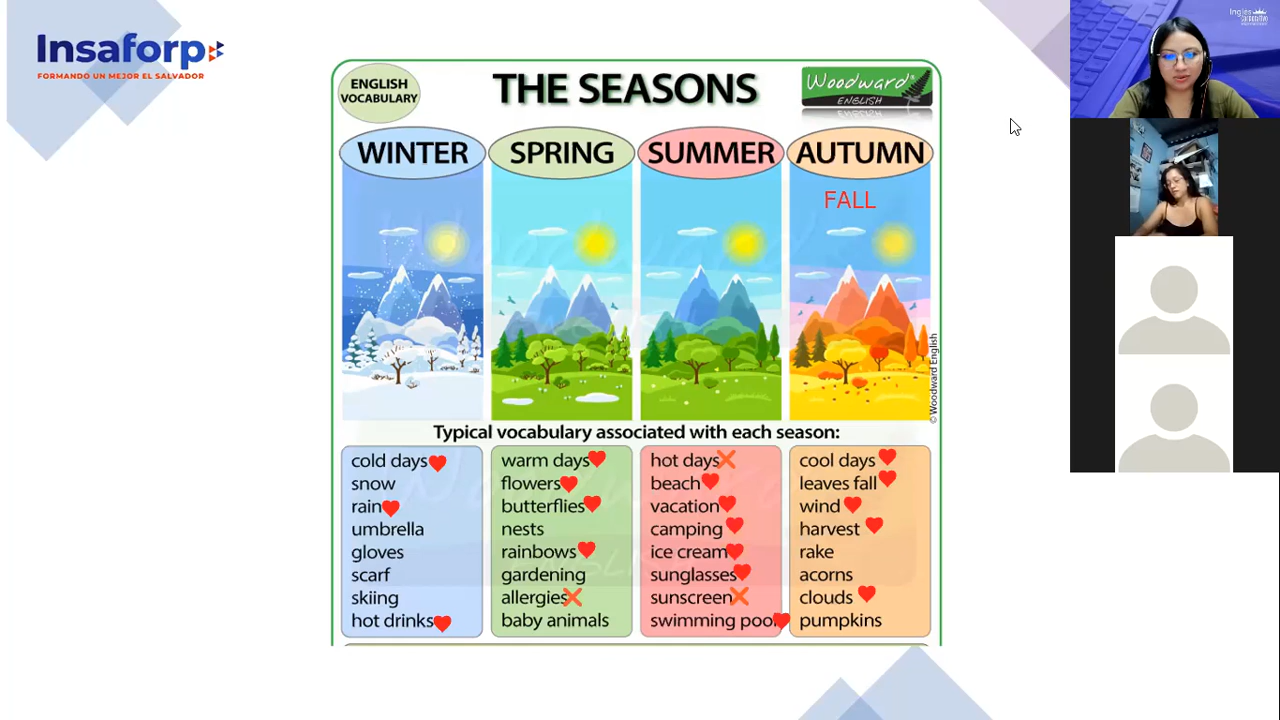 Insaforp
FORMANDO UN MEJOR EL SALVADOR
ENGLISH
VOCABULARY
THE SEASONS
Woodward®
ENGLISH
WINTER
SPRING
SUMMER
AUTUMN
FALL
© Woodward English
Typical vocabulary associated with each season:
cold days
snow
rain
umbrella
gloves
scarf
skiing
hot drinks
warm days
flowers
butterflies
nests
rainbows
gardening
allergies
baby animals
hot days
beach
vacation
camping
ice cream
sunglasses
sunscreen
swimming pool
cool days
leaves fall
wind
harvest
rake
acorns
clouds
pumpkins
Ingles